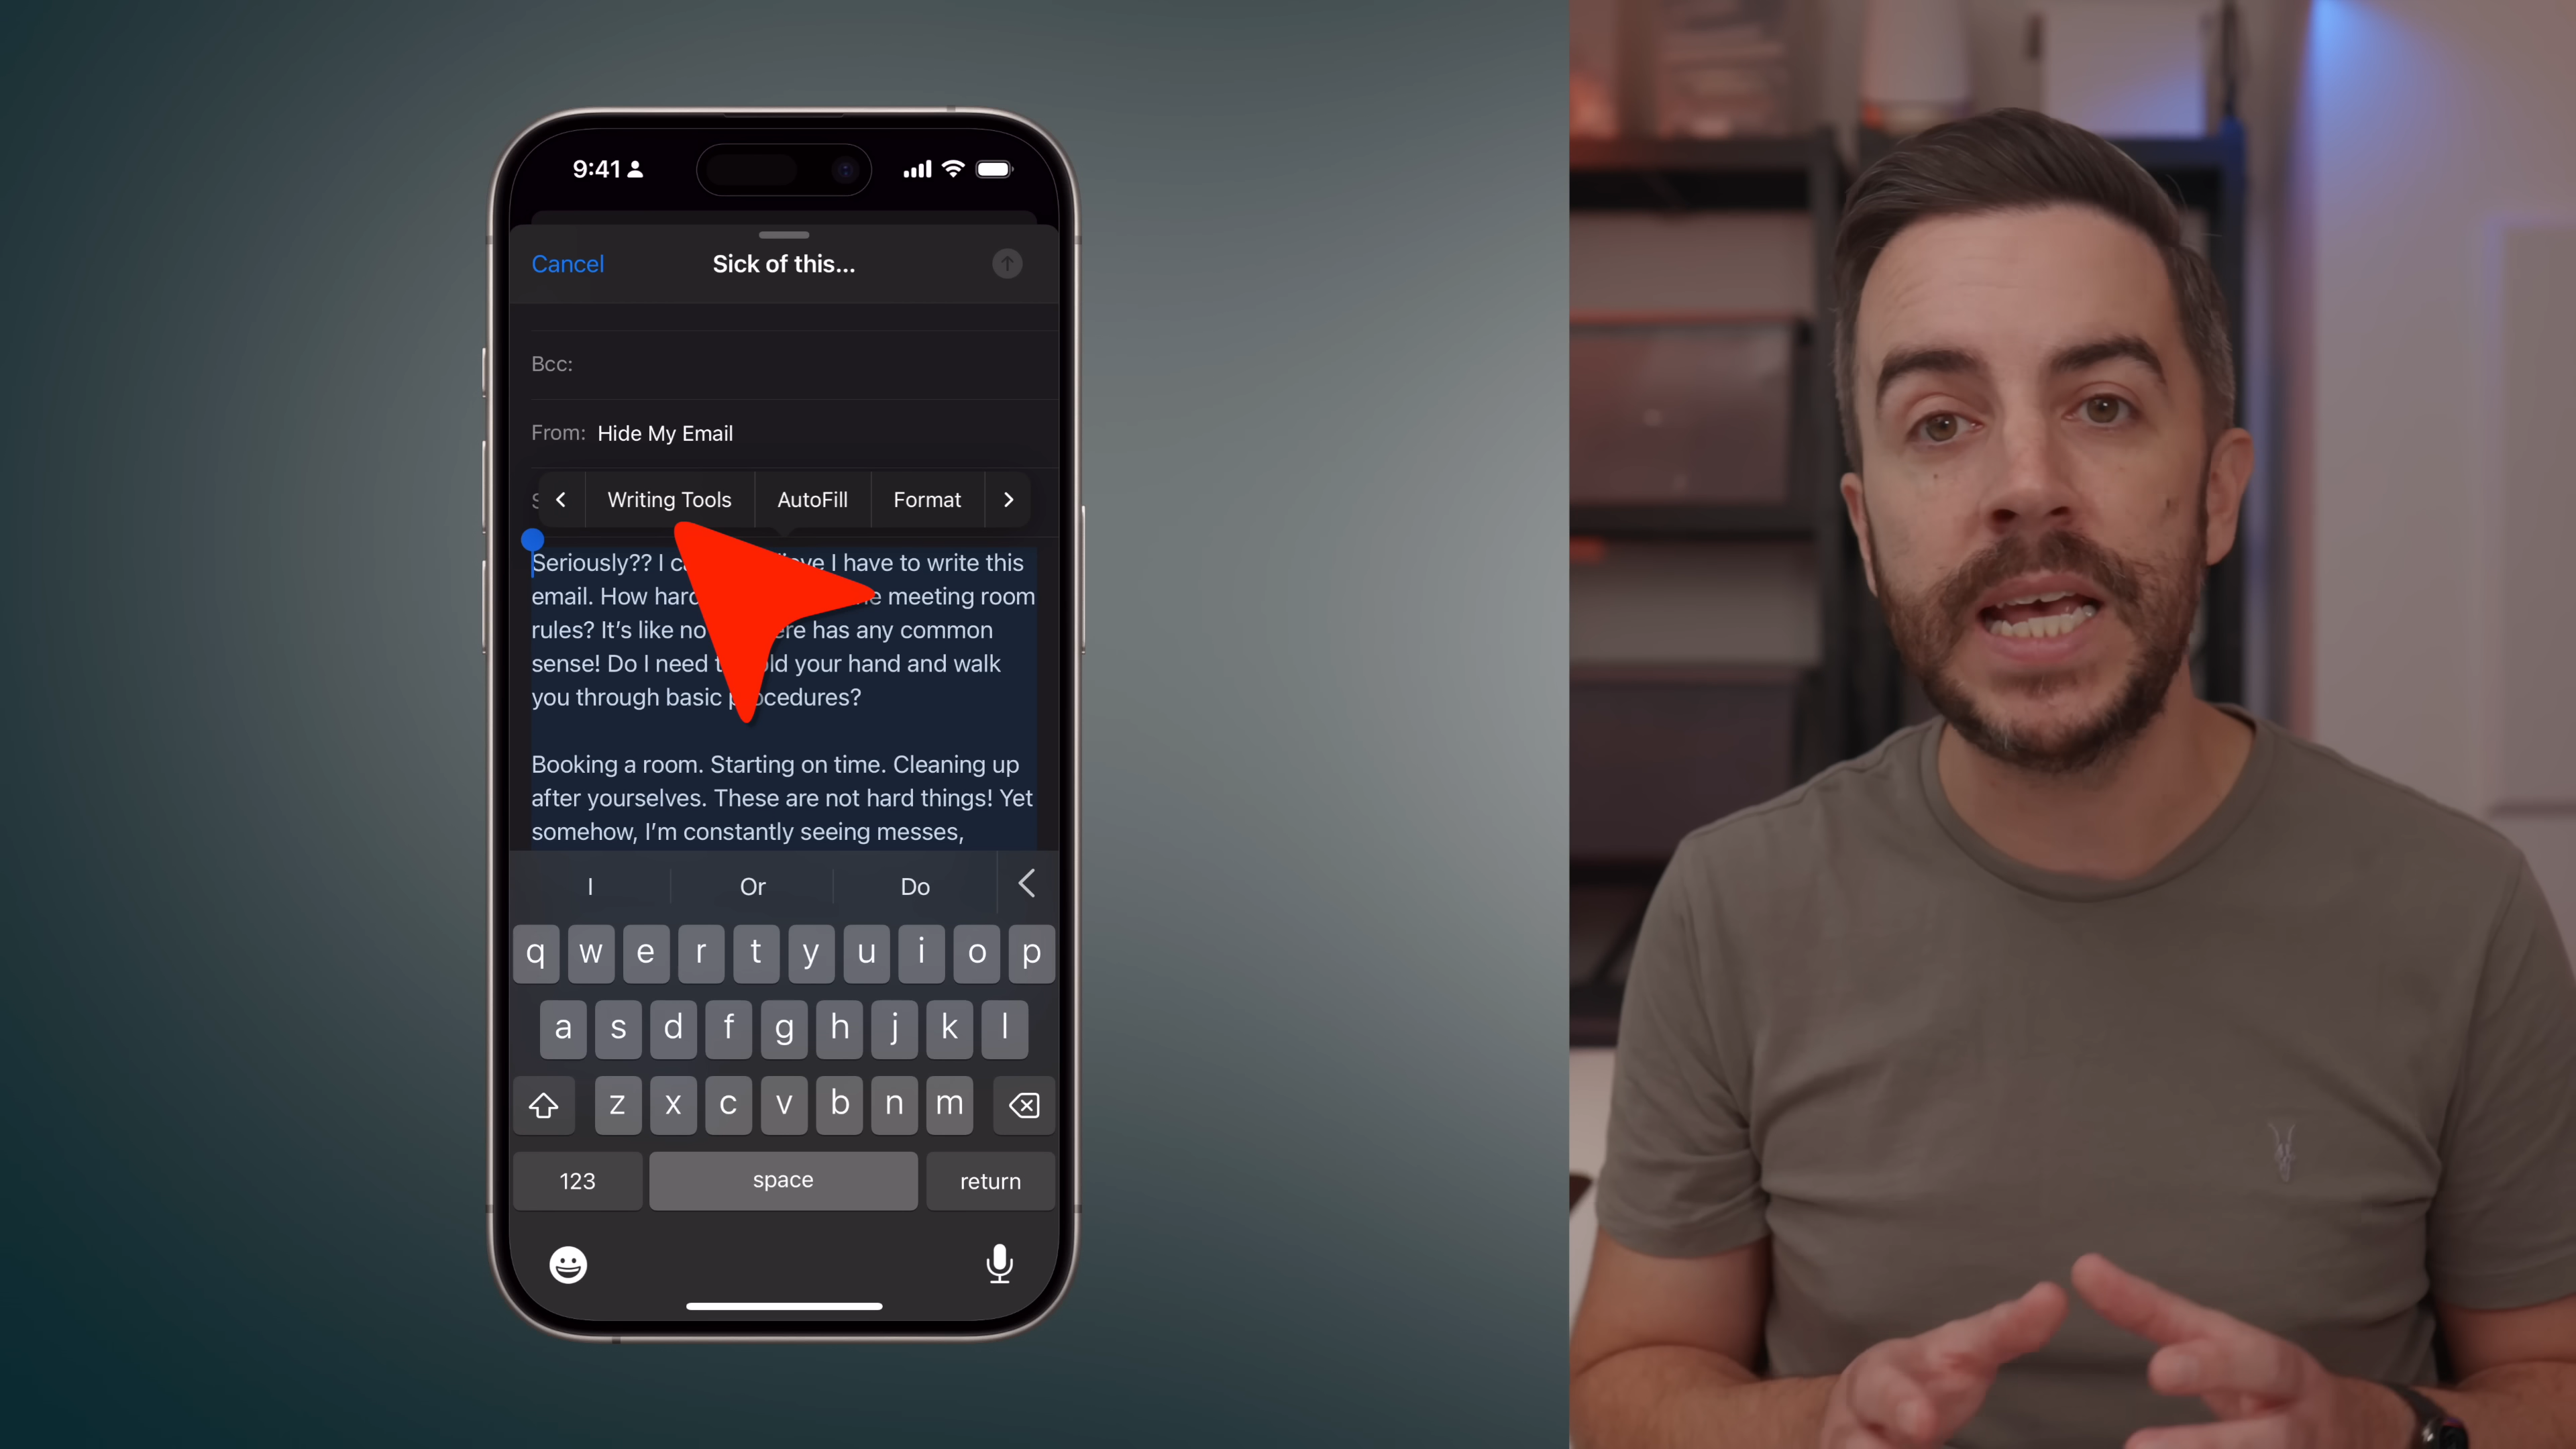 9:41
Cancel
Sick of this...
Bcc:
From: Hide My Email
S
Writing Tools
AutoFill
Format
Seriously?? I have to write this
email. How meeting room
rules? It's like no has any common
sense! Do I need your hand and walk
you through basic procedures?
Booking a room. Starting on time. Cleaning up
after yourselves. These are not hard things! Yet
somehow, I'm constantly seeing messes,
I
Or
Do
q w e r t y u i o p
a s d f g h j k l
z x c v b n m
123
space
return